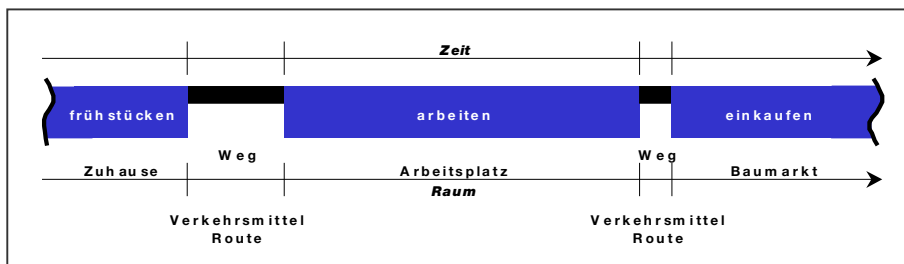 Zeit
frühstücken arbeiten einkaufen
Weg Weg
Zuhause Arbeitsplatz Baumarkt
Raum
Verkehrsmittel Verkehrsmittel
Route Route